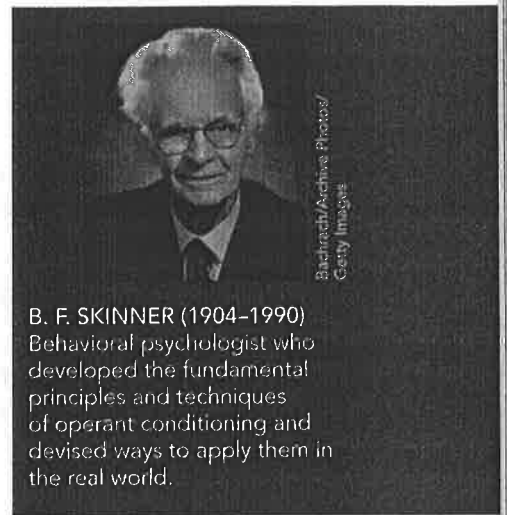 Bachrach/Archive Photos/
Getty Images
B. F. SKINNER (1904–1990)
Behavioral psychologist who
developed the fundamental
principles and techniques
of operant conditioning and
devised ways to apply them in
the real world.